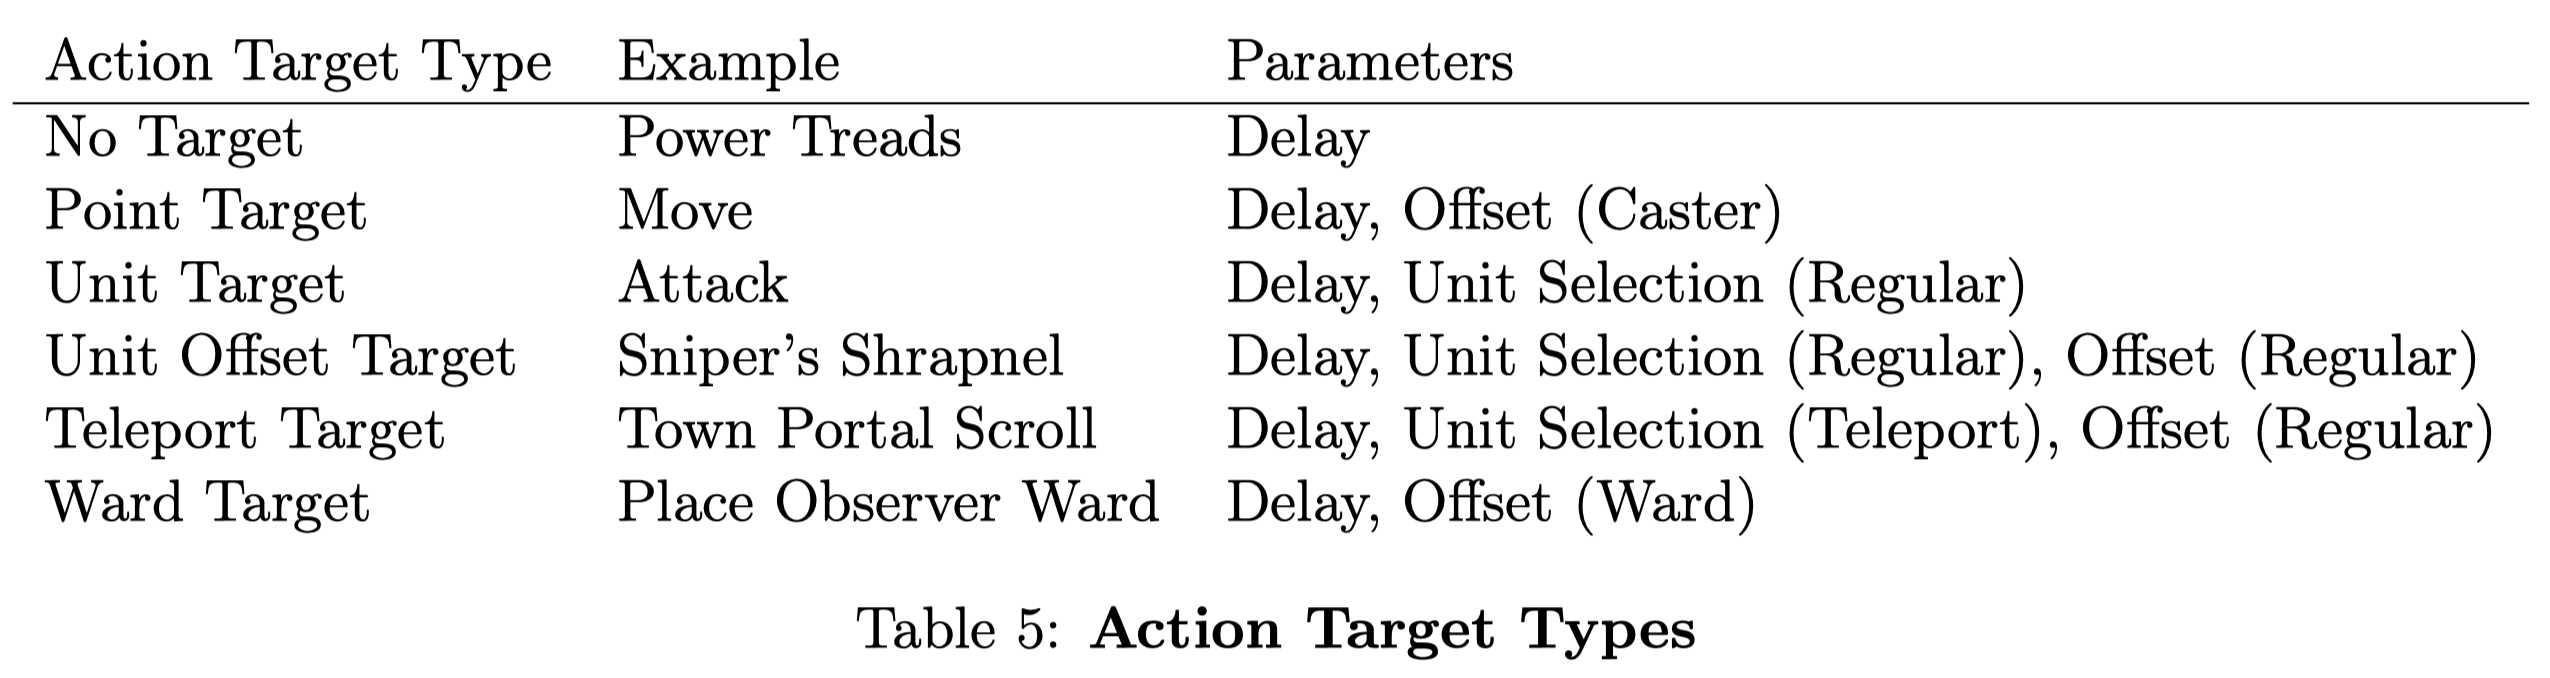 Action Target Type Example Parameters
No Target Power Treads Delay
Point Target Move Delay, Offset (Caster)
Unit Target Attack Delay, Unit Selection (Regular)
Unit Offset Target Sniper’s Shrapnel Delay, Unit Selection (Regular), Offset (Regular)
Teleport Target Town Portal Scroll Delay, Unit Selection (Teleport), Offset (Regular)
Ward Target Place Observer Ward Delay, Offset (Ward)
Table 5: Action Target Types